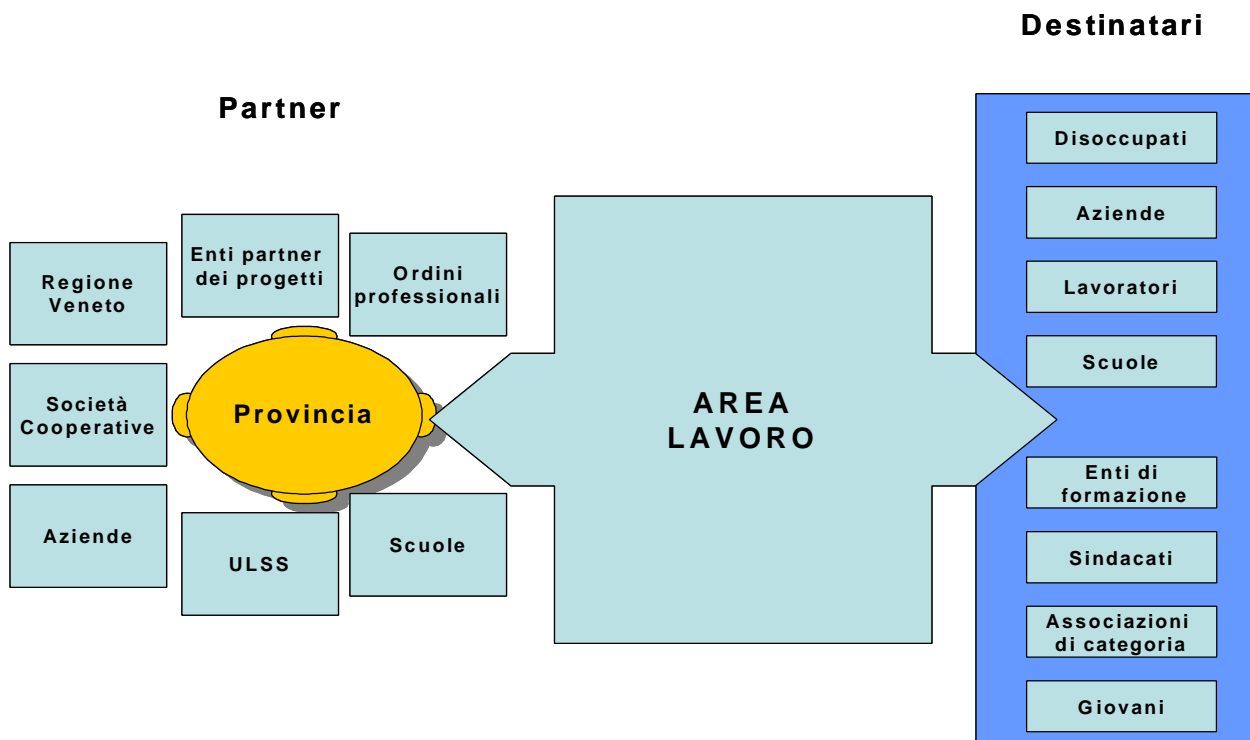 Destinatari
Partner
Regione
Veneto
Enti partner
dei progetti
Ordini
professionali
Società
Cooperative
Provincia
Aziende
ULSS
Scuole
AREA
LAVORO
Disoccupati
Aziende
Lavoratori
Scuole
Enti di
formazione
Sindacati
Associazioni
di categoria
Giovani